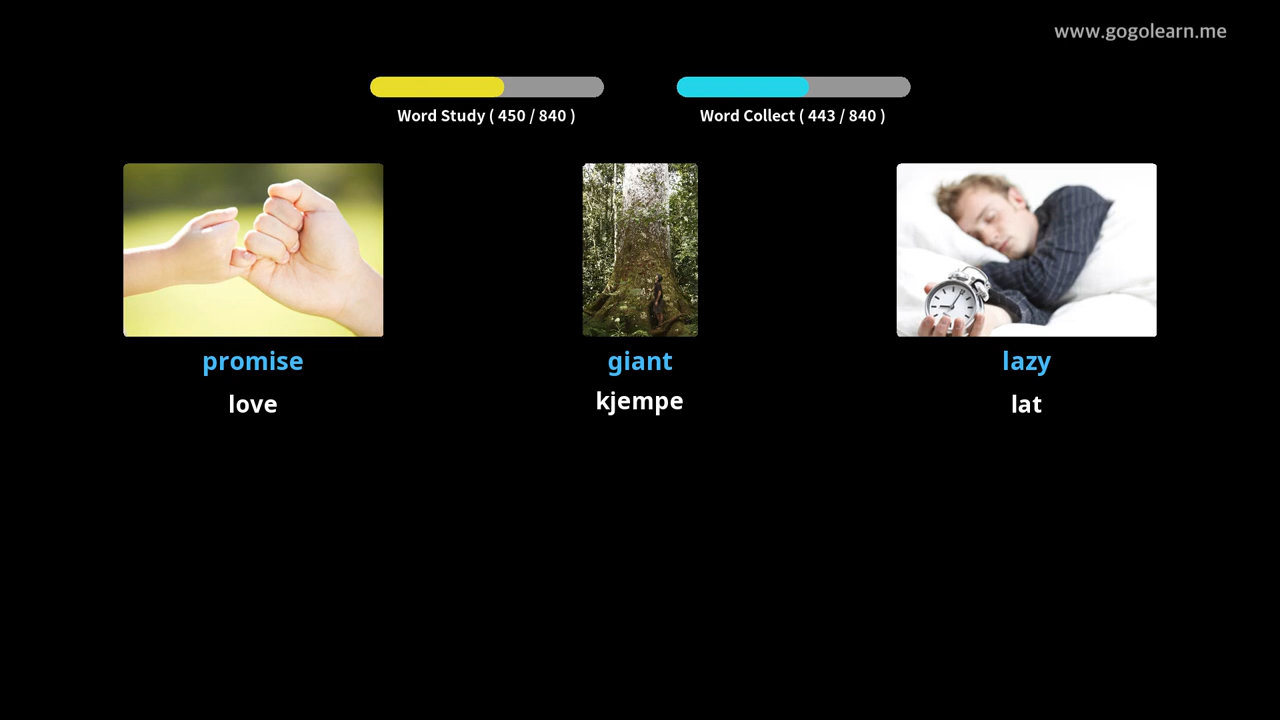 www.gogolearn.me
Word Study ( 450 / 840 )
Word Collect ( 443 / 840 )
promise
love
giant
kjempe
lazy
lat